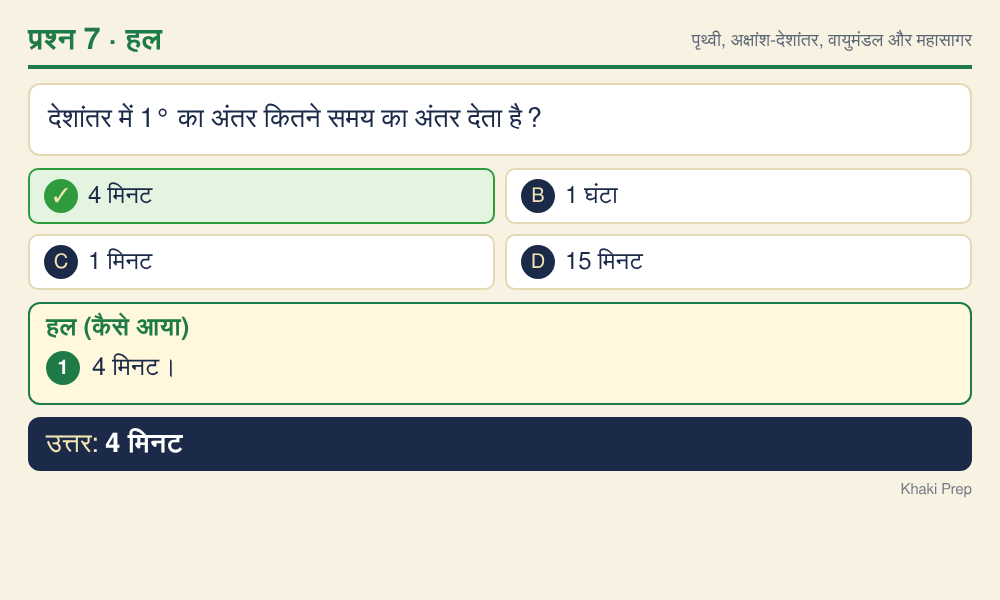 प्रश्न 7 · हल
पृथ्वी, अक्षांश-देशांतर, वायुमंडल और महासागर
देशांतर में 1° का अंतर कितने समय का अंतर देता है ?
✓ 4 मिनट
B 1 घंटा
C 1 मिनट
D 15 मिनट
हल (कैसे आया)
1 4 मिनट।
उत्तर: 4 मिनट
Khaki Prep